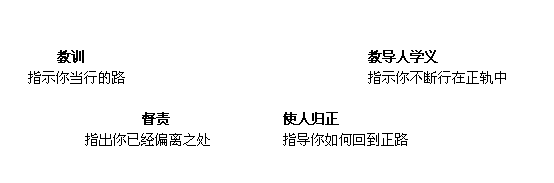 教训
指示你当行的路
教导人学义
指示你不断行在正轨中
督责
指出你已经偏离之处
使人归正
指导你如何回到正路